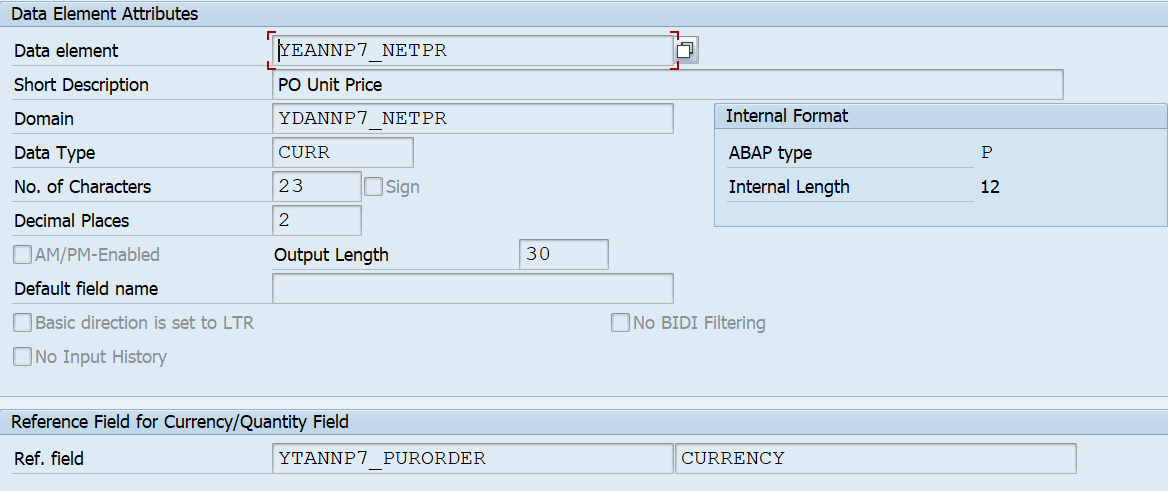 Data Element Attributes
Data element YEANNP7_NETPR
Short Description PO Unit Price
Domain YDANNP7_NETPR
Internal Format
Data Type CURR
ABAP type P
No. of Characters 23 Sign
Internal Length 12
Decimal Places 2
AM/PM-Enabled Output Length 30
Default field name
Basic direction is set to LTR No BIDI Filtering
No Input History
Reference Field for Currency/Quantity Field
Ref. field YTANNP7_PURORDER CURRENCY